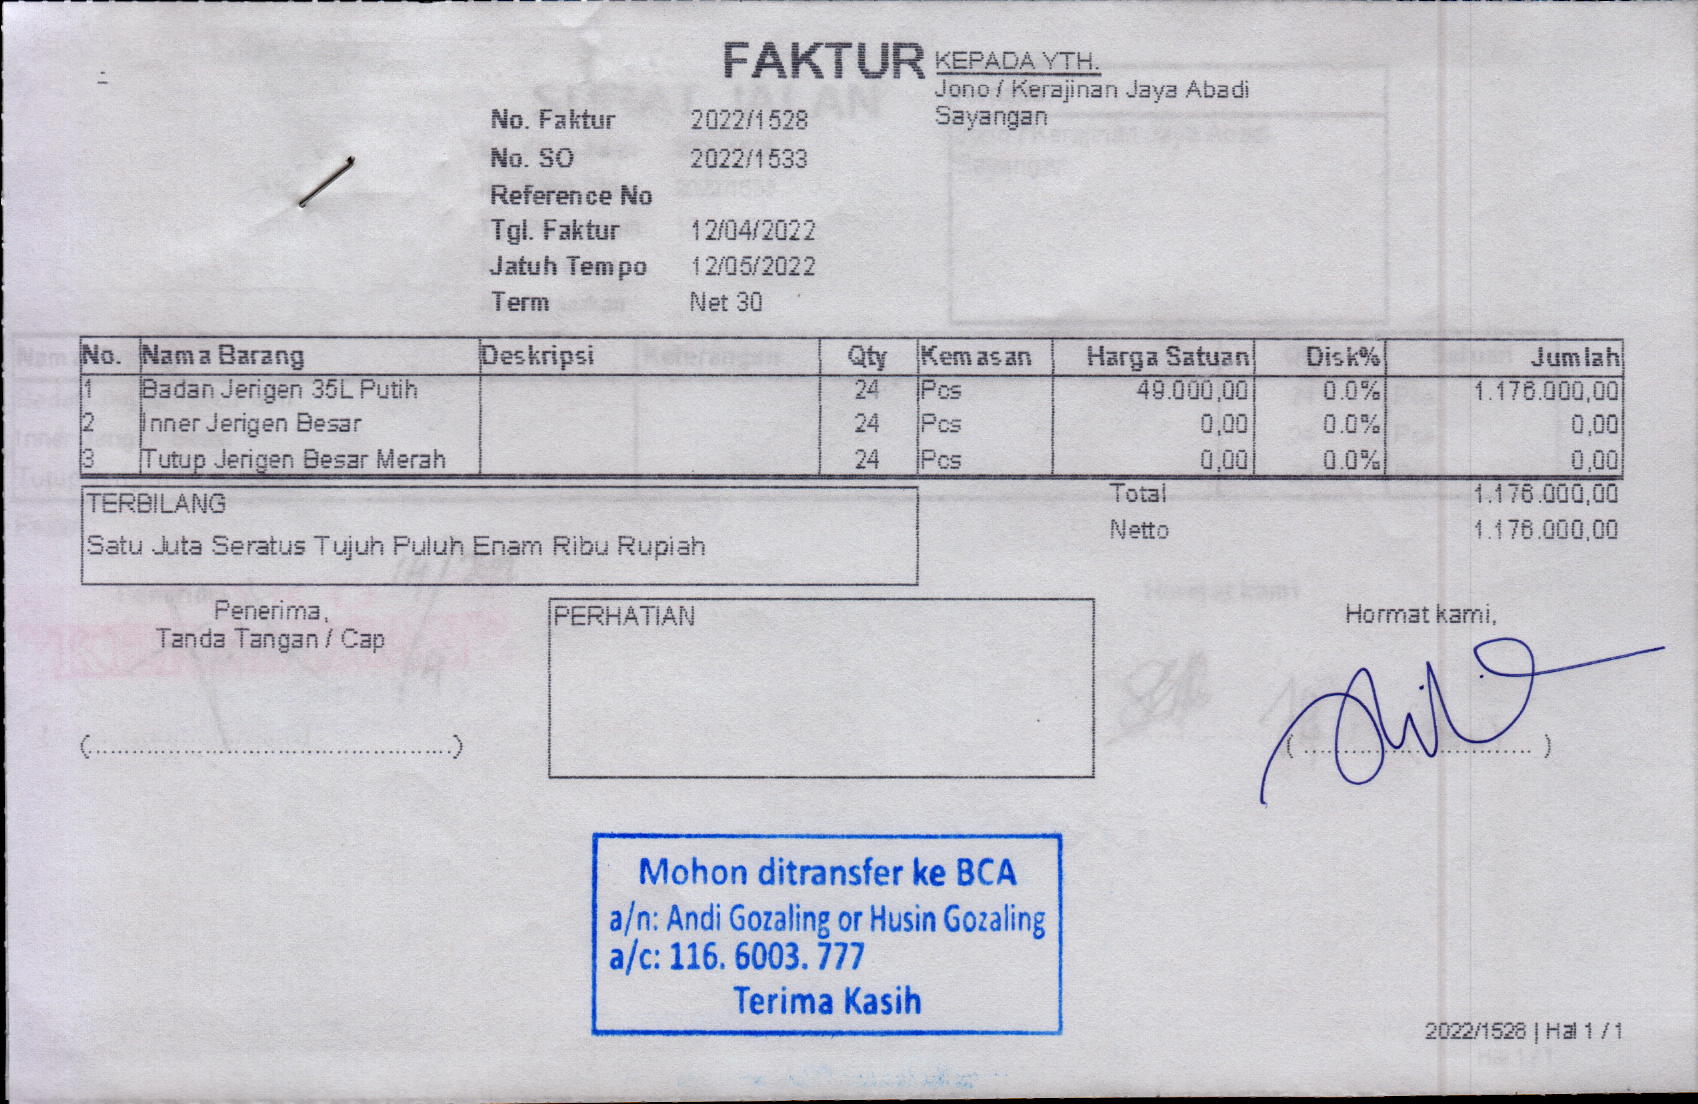 FAKTUR
KEPADA YTH.
Jono / Kerajinan Jaya Abadi
Sayangan
No. Faktur 2022/1528
No. SO 2022/1533
Reference No
Tgl. Faktur 12/04/2022
Jatuh Tempo 12/05/2022
Term Net 30
No. Nama Barang Deskripsi Qty Kemasan Harga Satuan Disk% Jumlah
1 Badan Jerigen 35L Putih 24 Pcs 49.000,00 0.0% 1.176.000,00
2 Inner Jerigen Besar 24 Pcs 0,00 0.0% 0,00
3 Tutup Jerigen Besar Merah 24 Pcs 0,00 0.0% 0,00
TERBILANG
Satu Juta Seratus Tujuh Puluh Enam Ribu Rupiah
Total 1.176.000,00
Netto 1.176.000,00
Penerima,
Tanda Tangan / Cap
(..............................................)
PERHATIAN
Hormat kami,
( ............................... )
Mohon ditransfer ke BCA
a/n: Andi Gozaling or Husin Gozaling
a/c: 116. 6003. 777
Terima Kasih
2022/1528 | Hal 1 / 1